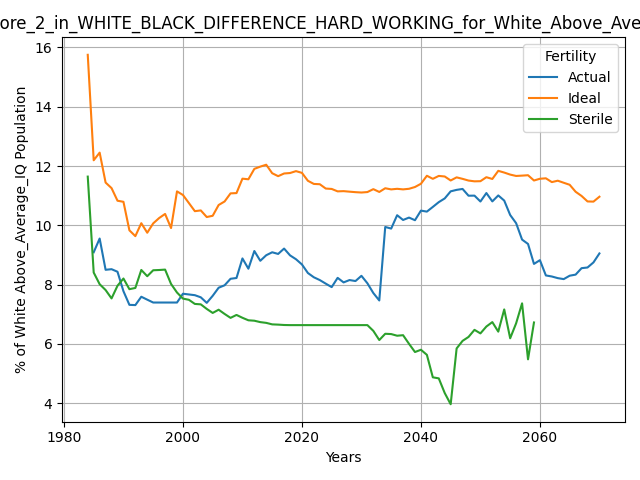 ore_2_in_WHITE_BLACK_DIFFERENCE_HARD_WORKING_for_White_Above_Ave
16
14
12
10
8
6
4
% of White Above_Average_IQ Population
Fertility
Actual
Ideal
Sterile
1980
2000
2020
2040
2060
Years